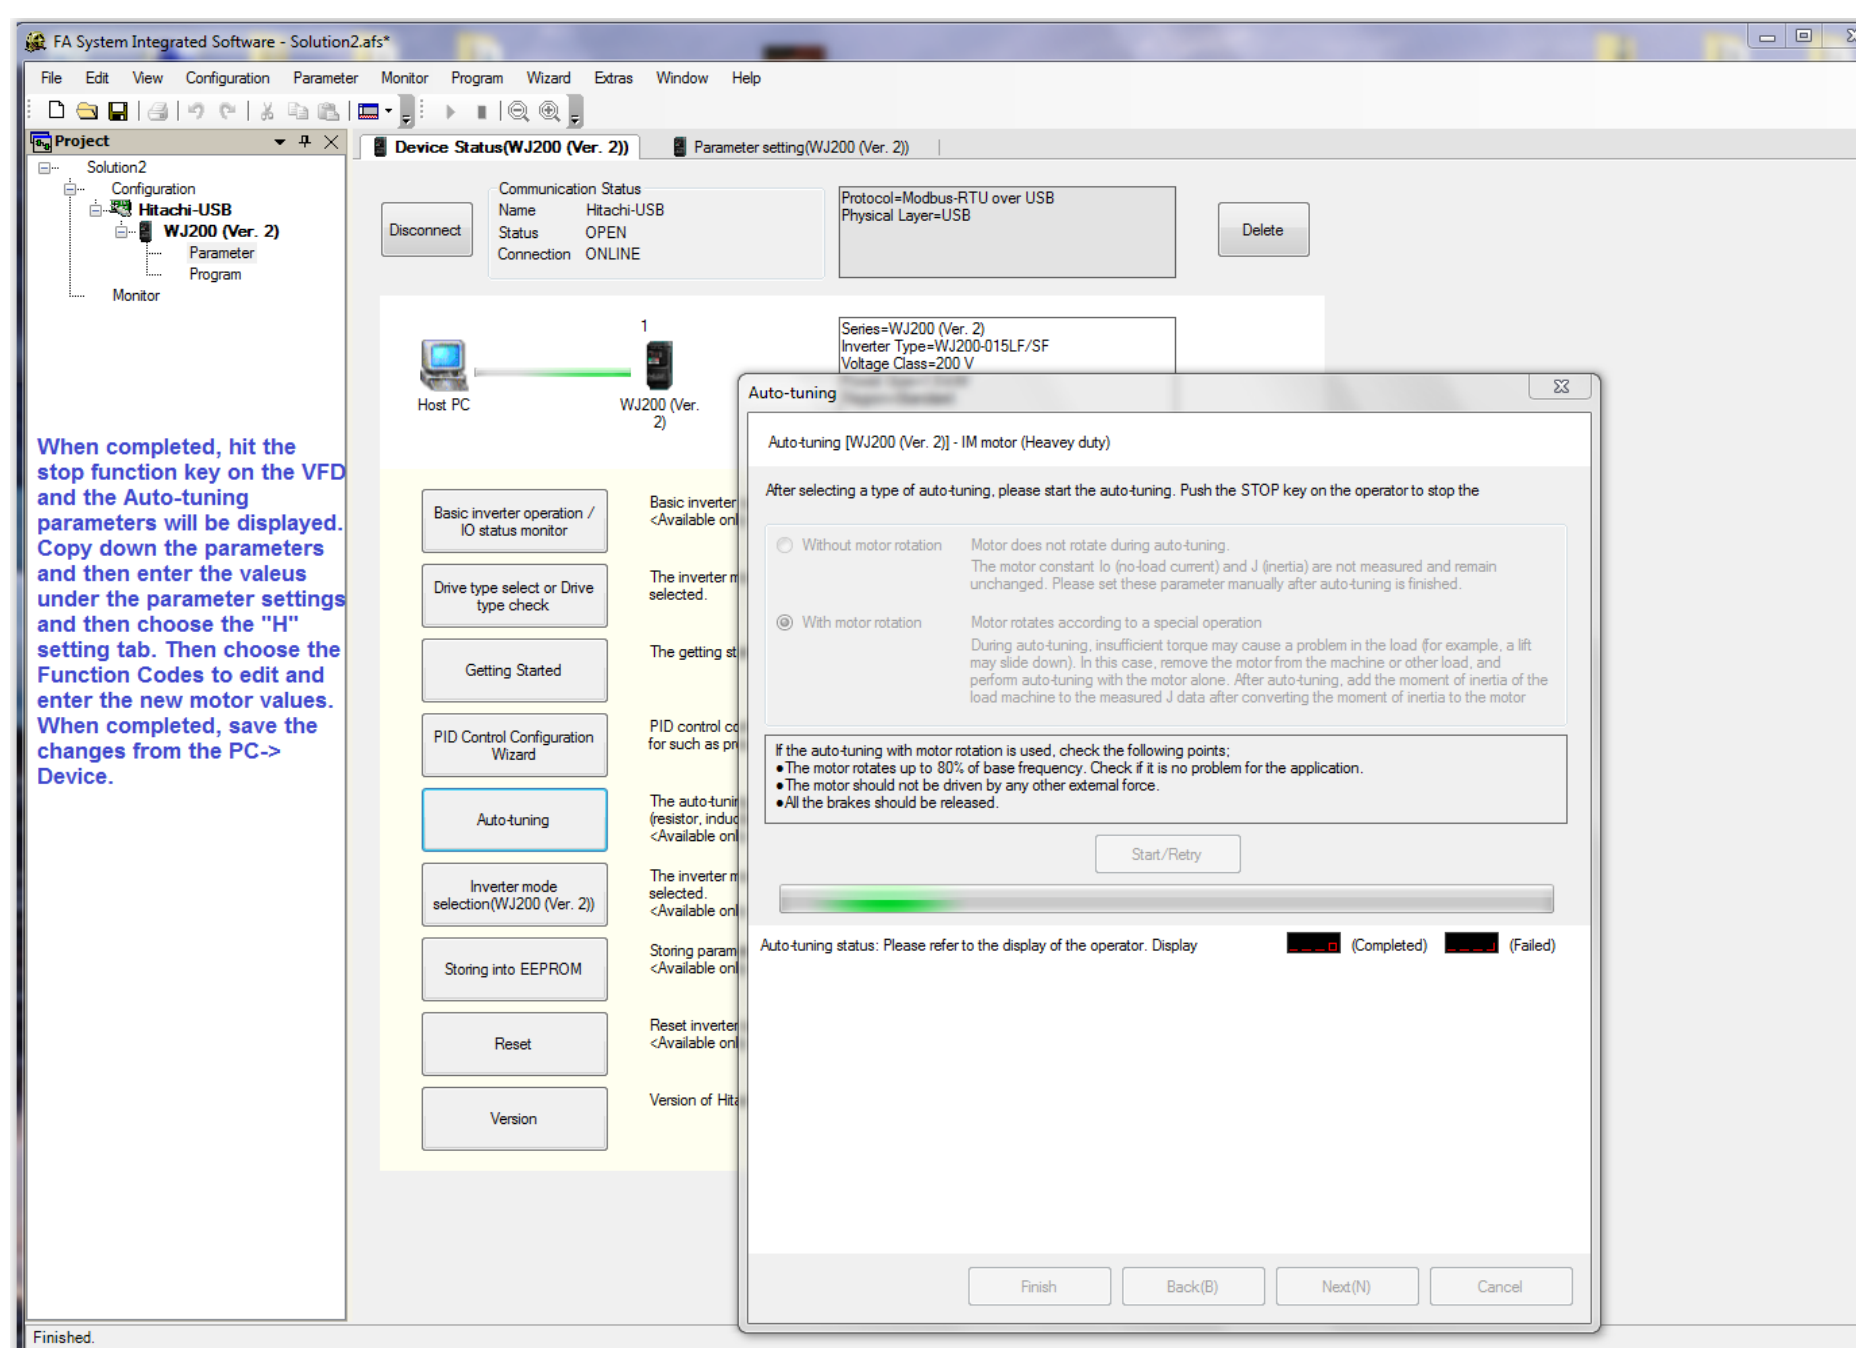 FA System Integrated Software - Solution2.afs*
File Edit View Configuration Parameter Monitor Program Wizard Extras Window Help
Project
Solution2
Configuration
Hitachi-USB
WJ200 (Ver. 2)
Parameter
Program
Monitor
When completed, hit the
stop function key on the VFD
and the Auto-tuning
parameters will be displayed.
Copy down the parameters
and then enter the valeus
under the parameter settings
and then choose the "H"
setting tab. Then choose the
Function Codes to edit and
enter the new motor values.
When completed, save the
changes from the PC->
Device.
Device Status(WJ200 (Ver. 2)) Parameter setting(WJ200 (Ver. 2))
Disconnect
Communication Status
Name Hitachi-USB
Status OPEN
Connection ONLINE
Protocol=Modbus-RTU over USB
Physical Layer=USB
Delete
1
Host PC
WJ200 (Ver.
2)
Series=WJ200 (Ver. 2)
Inverter Type=WJ200-015LF/SF
Voltage Class=200 V
Basic inverter operation /
IO status monitor
Basic inverter
<Available onl
Drive type select or Drive
type check
The inverter m
selected.
Getting Started
The getting st
PID Control Configuration
Wizard
PID control co
for such as pr
Auto-tuning
The auto-tunin
(resistor, induc
<Available onl
Inverter mode
selection(WJ200 (Ver. 2))
The inverter m
selected.
<Available onl
Storing into EEPROM
Storing param
<Available onl
Reset
Reset inverter
<Available onl
Version
Version of Hita
Auto-tuning
Auto-tuning [WJ200 (Ver. 2)] - IM motor (Heavey duty)
After selecting a type of auto-tuning, please start the auto-tuning. Push the STOP key on the operator to stop the
Without motor rotation Motor does not rotate during auto-tuning.
The motor constant Io (no-load current) and J (inertia) are not measured and remain
unchanged. Please set these parameter manually after auto-tuning is finished.
With motor rotation Motor rotates according to a special operation
During auto-tuning, insufficient torque may cause a problem in the load (for example, a lift
may slide down). In this case, remove the motor from the machine or other load, and
perform auto-tuning with the motor alone. After auto-tuning, add the moment of inertia of the
load machine to the measured J data after converting the moment of inertia to the motor
If the auto-tuning with motor rotation is used, check the following points;
●The motor rotates up to 80% of base frequency. Check if it is no problem for the application.
●The motor should not be driven by any other external force.
●All the brakes should be released.
Start/Retry
Auto-tuning status: Please refer to the display of the operator. Display (Completed) (Failed)
Finish Back(B) Next(N) Cancel
Finished.